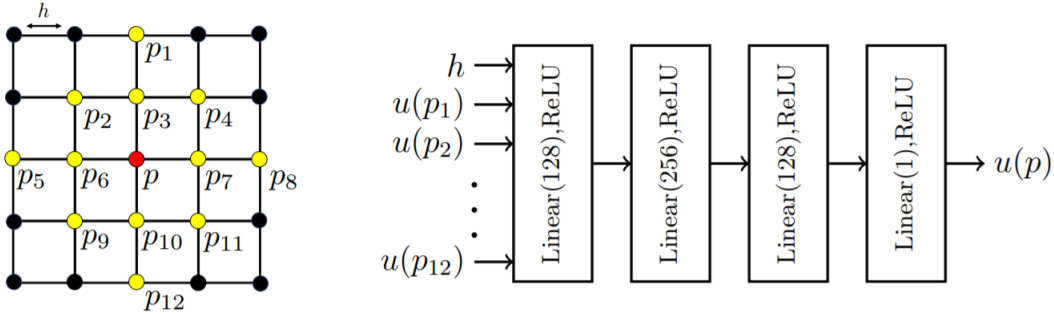 h
p₁
p₂ p₃ p₄
p₅ p₆ p p₇ p₈
p₉ p₁₀ p₁₁
p₁₂
h
u(p₁)
u(p₂)
u(p₁₂)
Linear(128),ReLU
Linear(256),ReLU
Linear(128),ReLU
Linear(1),ReLU
u(p)